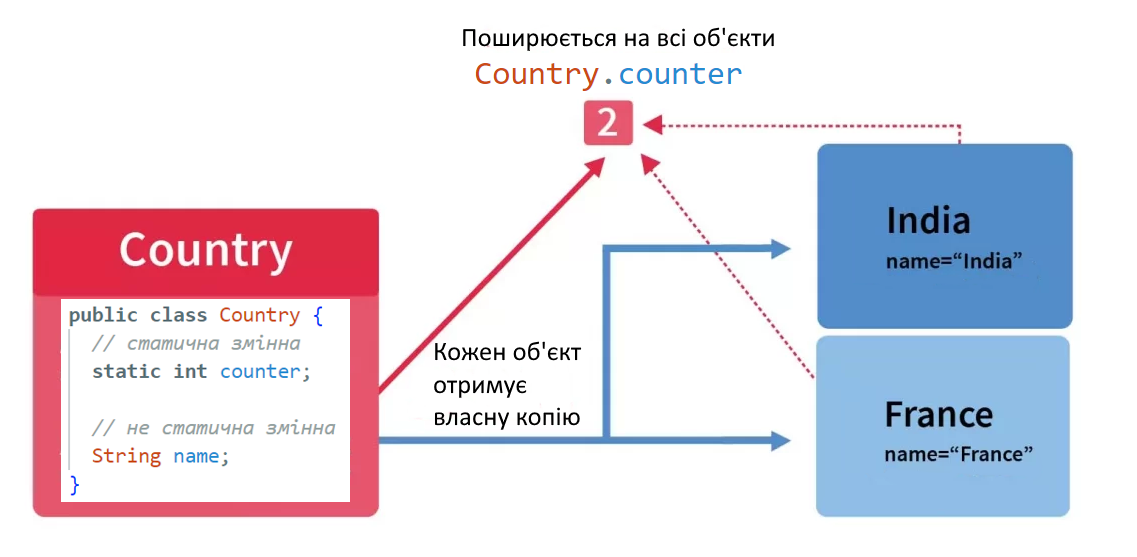 Поширюється на всі об'єкти
Country.counter
2
Country
public class Country {
// статична змінна
static int counter;
// не статична змінна
String name;
}
Кожен об'єкт
отримує
власну копію
India
name=“India”
France
name=“France”